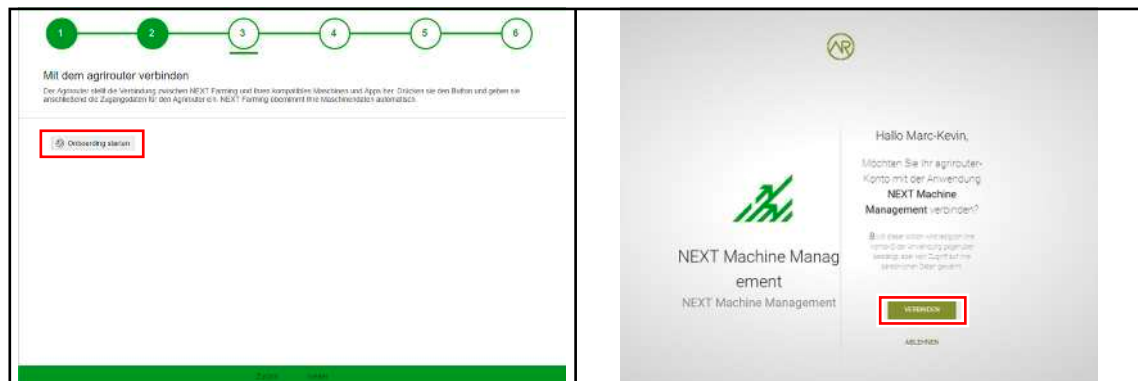 1 2 3 4 5 6
Mit dem agrirouter verbinden
Der Agrirouter stellt die Verbindung zwischen NEXT Farming und Ihren kompatiblen Maschinen und Apps her. Drücken sie den Button und geben sie
anschließend die Zugangsdaten für den Agrirouter ein. NEXT Farming übernimmt Ihre Maschinendaten automatisch.
Onboarding starten
Zurück Weiter
NEXT Machine Manag
ement
NEXT Machine Management
Hallo Marc-Kevin,
Möchten Sie Ihr agrirouter-
Konto mit der Anwendung
NEXT Machine
Management verbinden?
VERBINDEN
ABLEHNEN